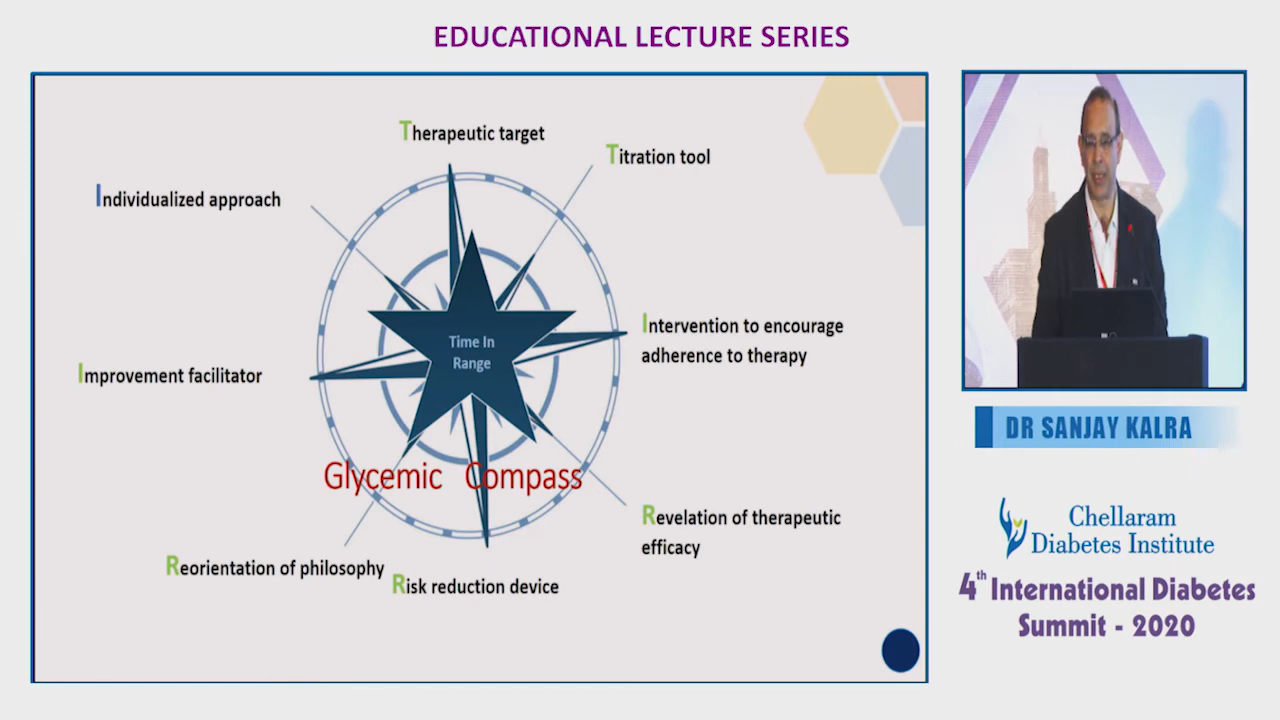 EDUCATIONAL LECTURE SERIES
Therapeutic target
Titration tool
Individualized approach
Intervention to encourage
adherence to therapy
Time In
Range
Improvement facilitator
Glycemic Compass
Revelation of therapeutic
efficacy
Reorientation of philosophy
Risk reduction device
DR SANJAY KALRA
Chellaram
Diabetes Institute
4th International Diabetes
Summit - 2020